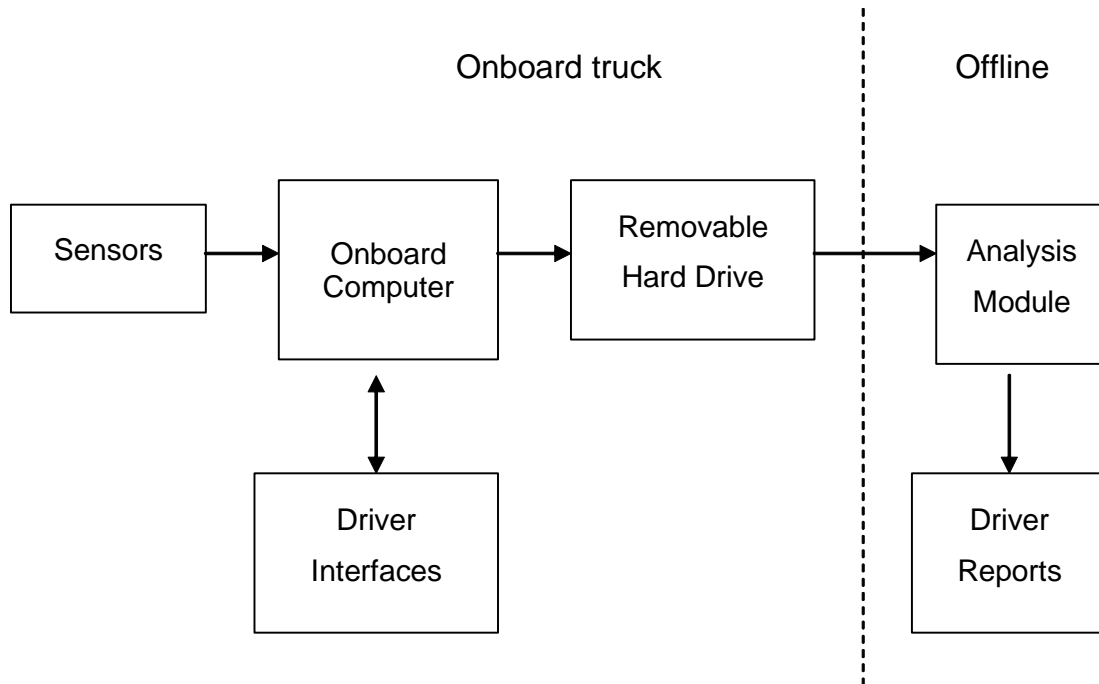 Onboard truck
Offline
Sensors
Onboard
Computer
Removable
Hard Drive
Analysis
Module
Driver
Interfaces
Driver
Reports